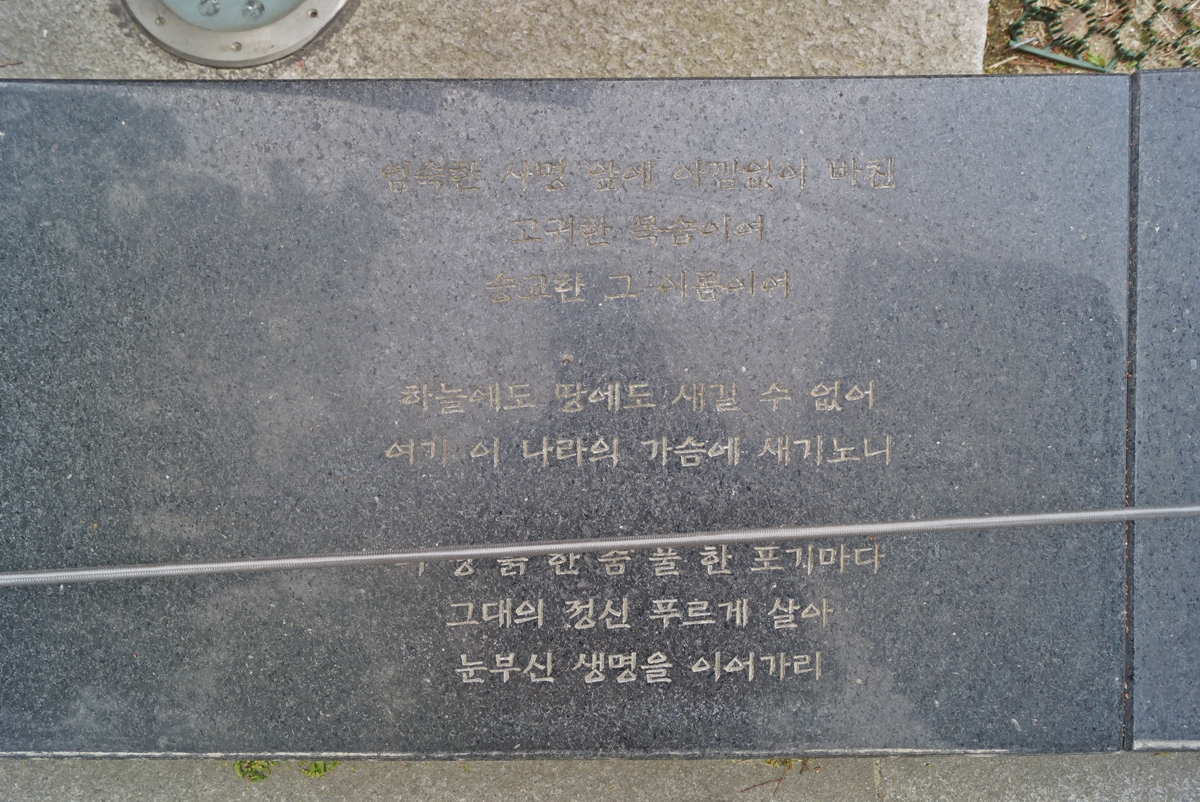 엄숙한 사명 앞에 아낌없이 바친
고귀한 목숨이여
숭고한 그 이름이여
하늘에도 땅에도 새길 수 없어
여기 이 나라의 가슴에 새기노니
흙 한 숨 풀 한 포기마다
그대의 정신 푸르게 살아
눈부신 생명을 이어가리